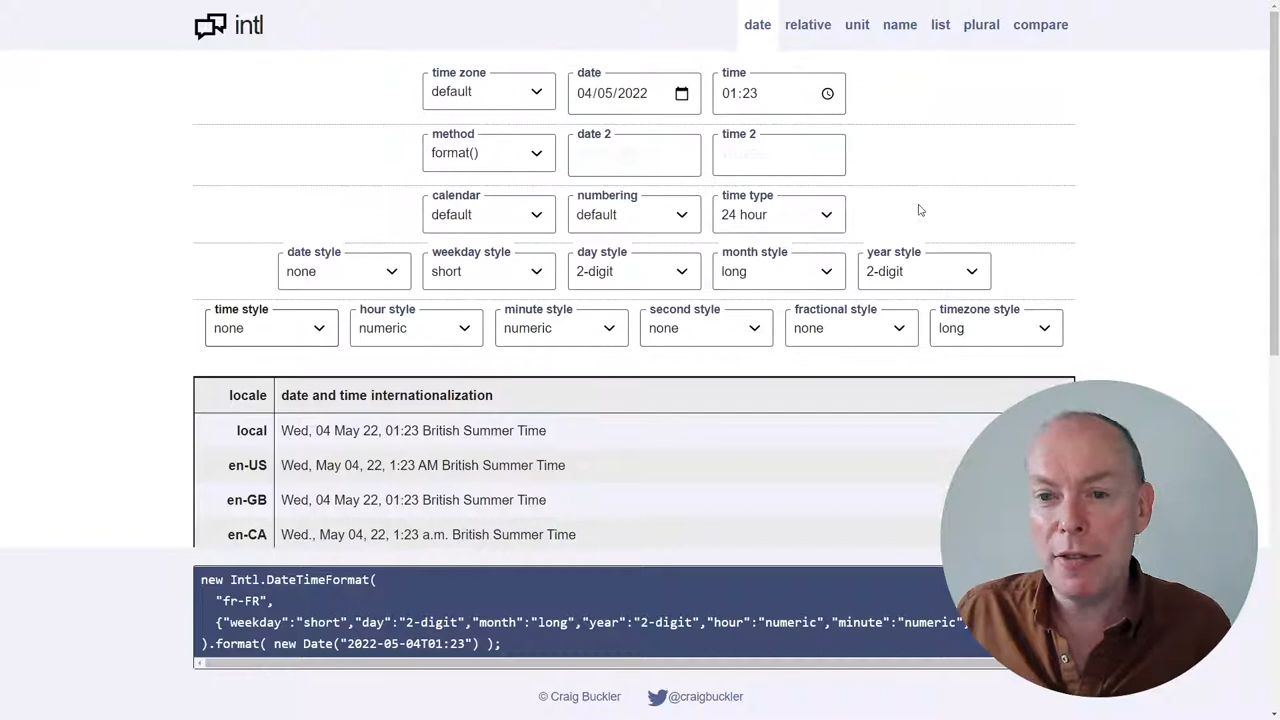 intl
date relative unit name list plural compare
time zone date time
default 04/05/2022 01:23
method date 2 time 2
format()
calendar numbering time type
default default 24 hour
date style weekday style day style month style year style
none short 2-digit long 2-digit
time style hour style minute style second style fractional style timezone style
none numeric numeric none none long
locale date and time internationalization
local Wed, 04 May 22, 01:23 British Summer Time
en-US Wed, May 04, 22, 1:23 AM British Summer Time
en-GB Wed, 04 May 22, 01:23 British Summer Time
en-CA Wed., May 04, 22, 1:23 a.m. British Summer Time
new Intl.DateTimeFormat(
"fr-FR",
{"weekday":"short","day":"2-digit","month":"long","year":"2-digit","hour":"numeric","minute":"numeric",
).format( new Date("2022-05-04T01:23") );
© Craig Buckler @craigbuckler